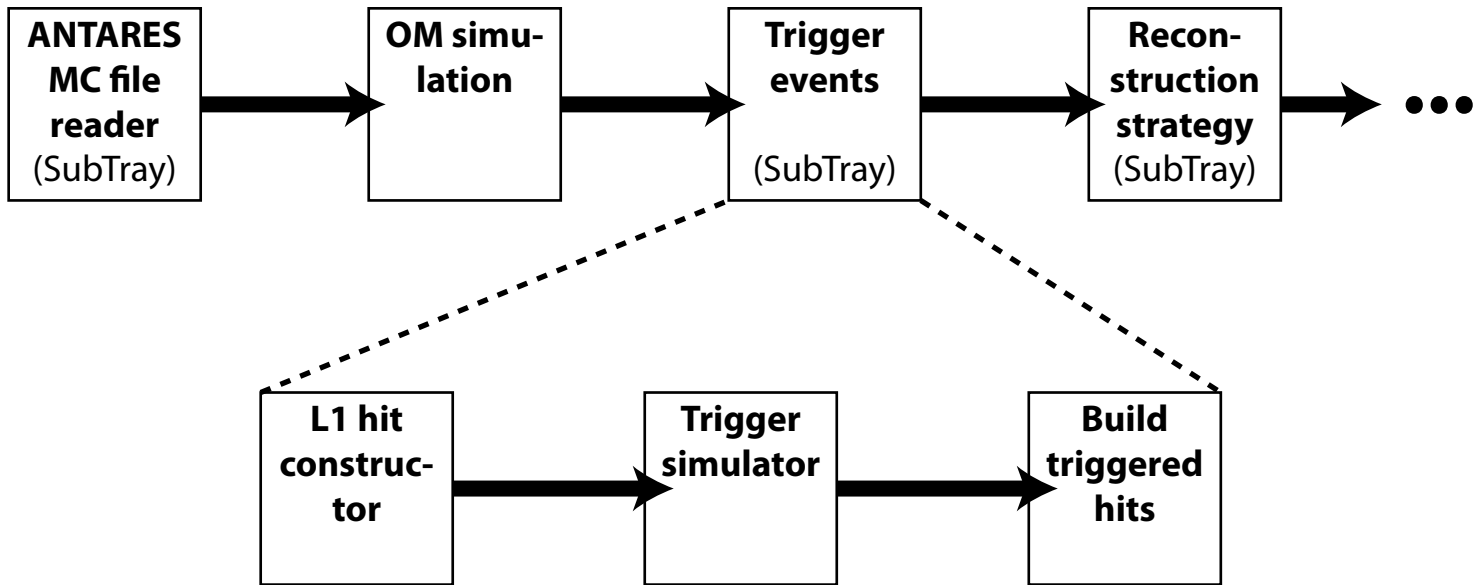 ANTARES
MC file
reader
(SubTray)
OM simu-
lation
Trigger
events
(SubTray)
Recon-
struction
strategy
(SubTray)
L1 hit
construc-
tor
Trigger
simulator
Build
triggered
hits